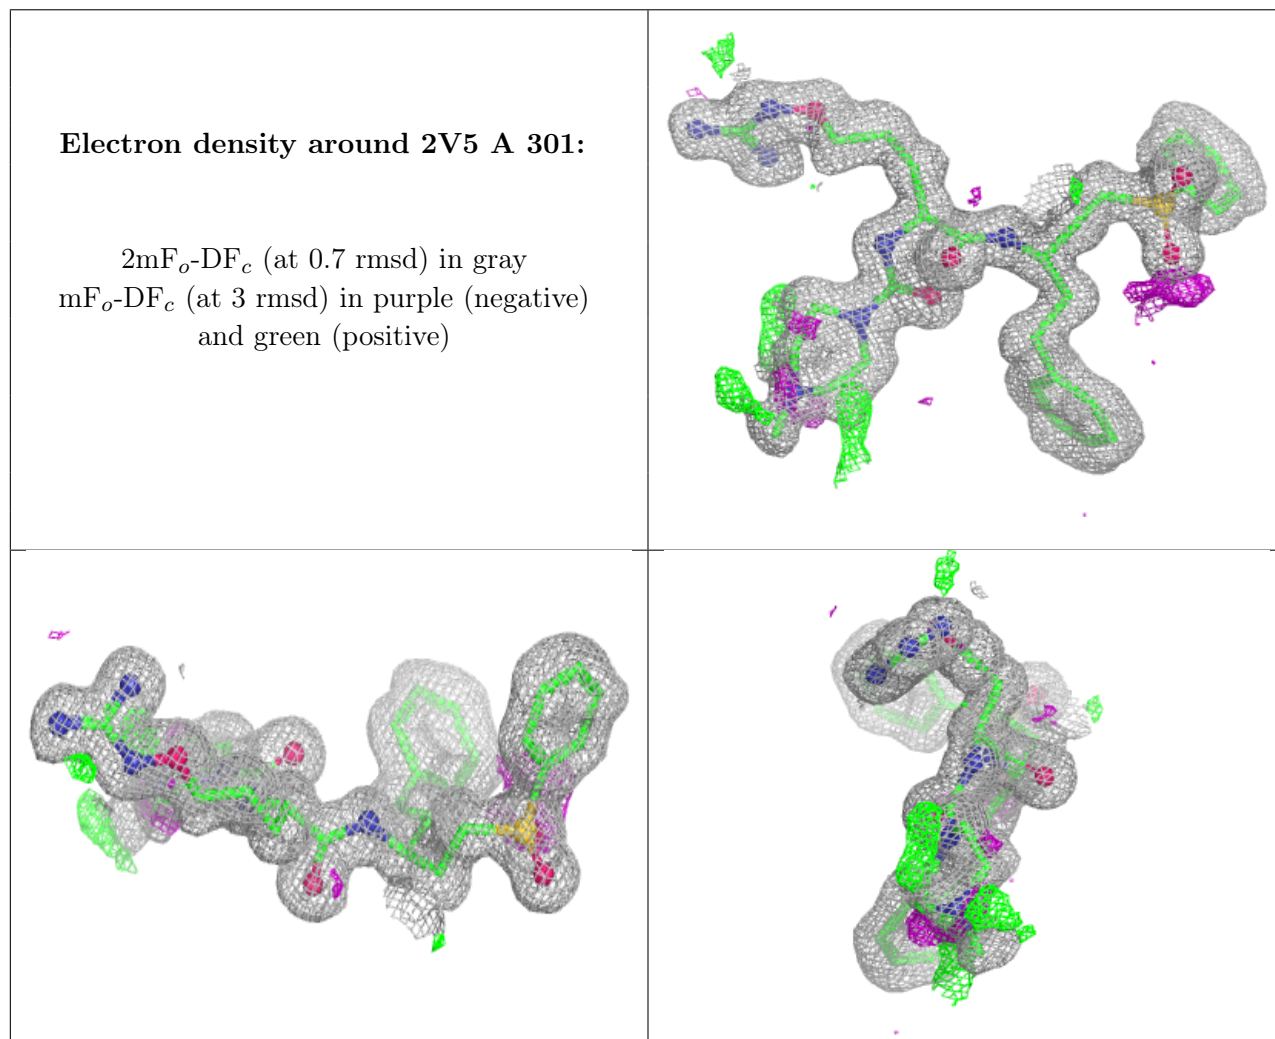 Electron density around 2V5 A 301:
2mFₒ-DF𝒸 (at 0.7 rmsd) in gray
mFₒ-DF𝒸 (at 3 rmsd) in purple (negative)
and green (positive)